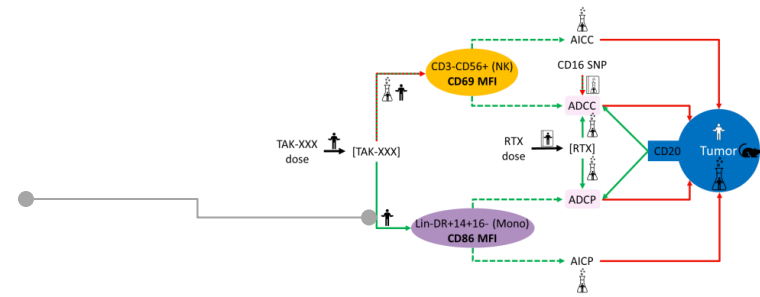 AICC
CD3-CD56+ (NK)
CD69 MFI
CD16 SNP
ADCC
TAK-XXX
dose
[TAK-XXX]
RTX
dose
[RTX]
CD20
Tumor
ADCP
Lin-DR+14+16- (Mono)
CD86 MFI
AICP